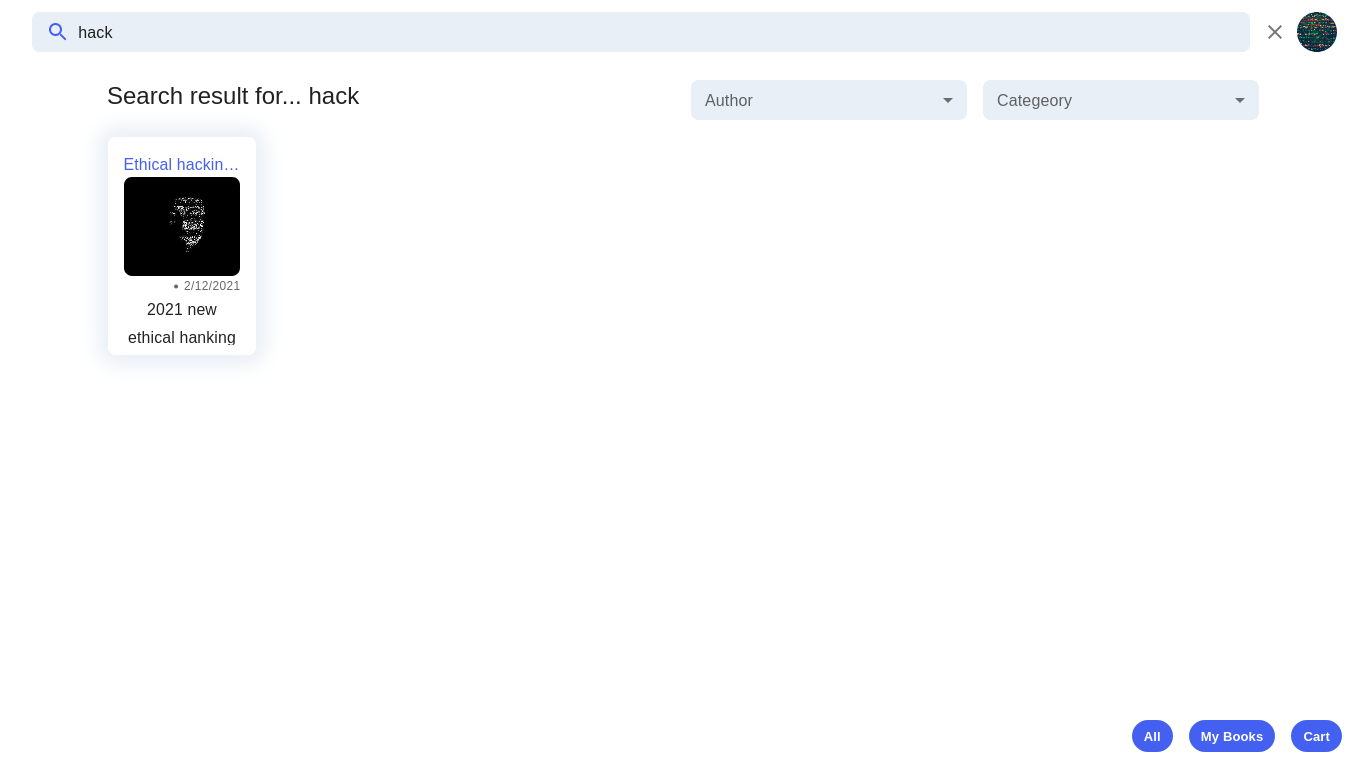 hack
Search result for... hack
Author
Categeory
Ethical hackin…
• 2/12/2021
2021 new
ethical hanking
All
My Books
Cart